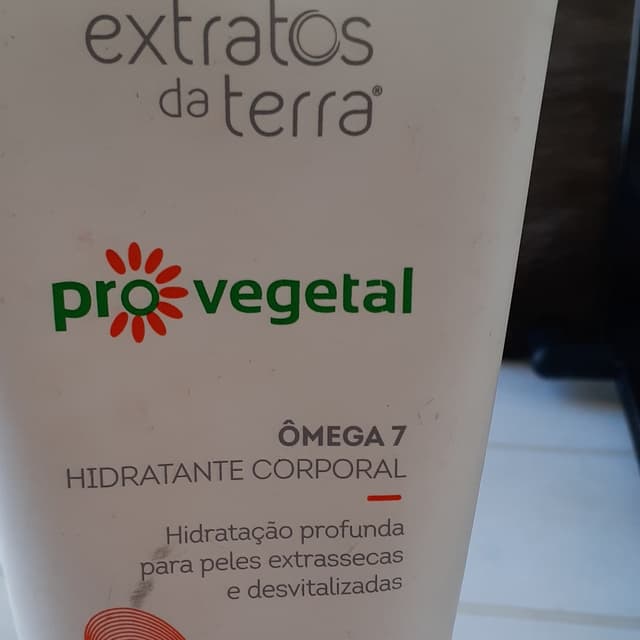 extratos
da terra®
pro vegetal
ÔMEGA 7
HIDRATANTE CORPORAL
Hidratação profunda
para peles extrassecas
e desvitalizadas